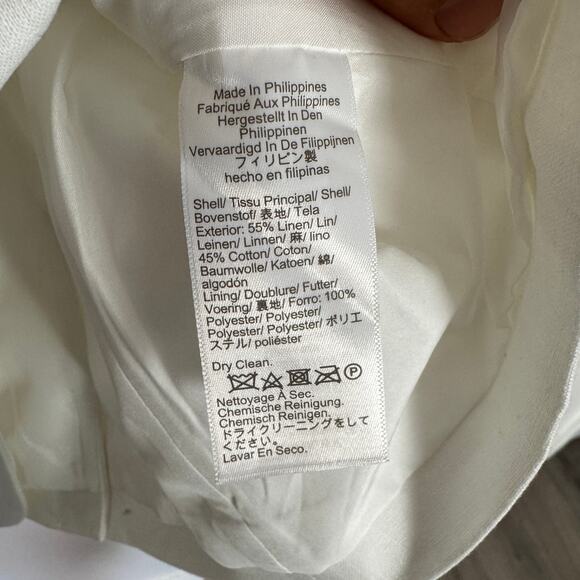 Made In Philippines
Fabriqué Aux Philippines
Hergestellt In Den
Philippinen
Vervaardigd In De Filippijnen
フィリピン製
hecho en filipinas
Shell/ Tissu Principal/ Shell/
Bovenstof/ 表地/ Tela
Exterior: 55% Linen/ Lin/
Leinen/ Linnen/ 麻/ lino
45% Cotton/ Coton/
Baumwolle/ Katoen/ 綿/
algodón
Lining/ Doublure/ Futter/
Voering/ 裏地/ Forro: 100%
Polyester/ Polyester/
Polyester/ Polyester/ ポリエ
ステル/ poliéster
Dry Clean.
P
Nettoyage À Sec.
Chemische Reinigung.
Chemisch Reinigen.
ドライクリーニングをして
ください。
Lavar En Seco.